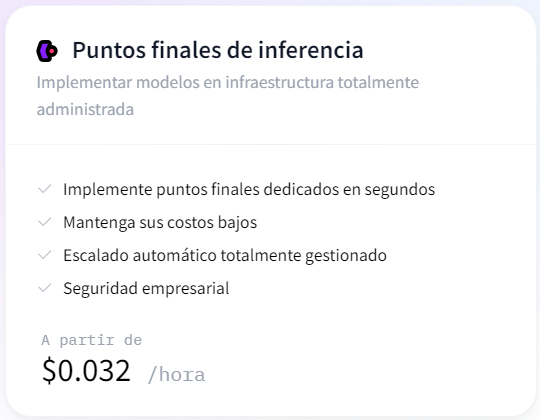 Puntos finales de inferencia
Implementar modelos en infraestructura totalmente
administrada
Implemente puntos finales dedicados en segundos
Mantenga sus costos bajos
Escalado automático totalmente gestionado
Seguridad empresarial
A partir de
$0.032 /hora